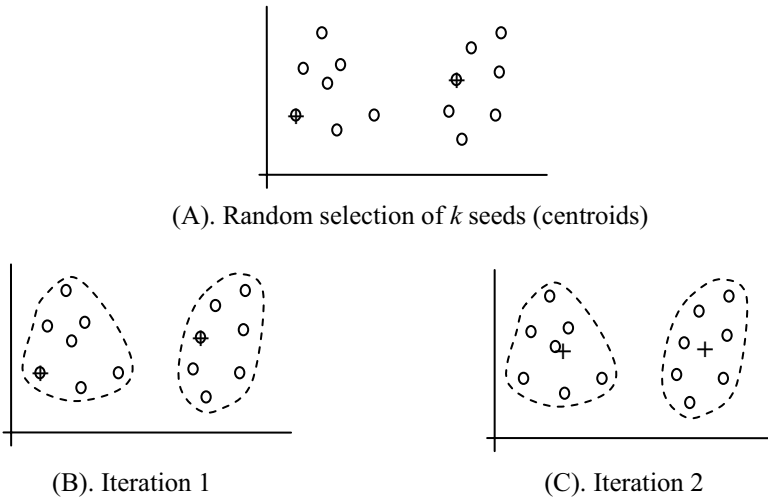 (A). Random selection of k seeds (centroids)
(B). Iteration 1
(C). Iteration 2